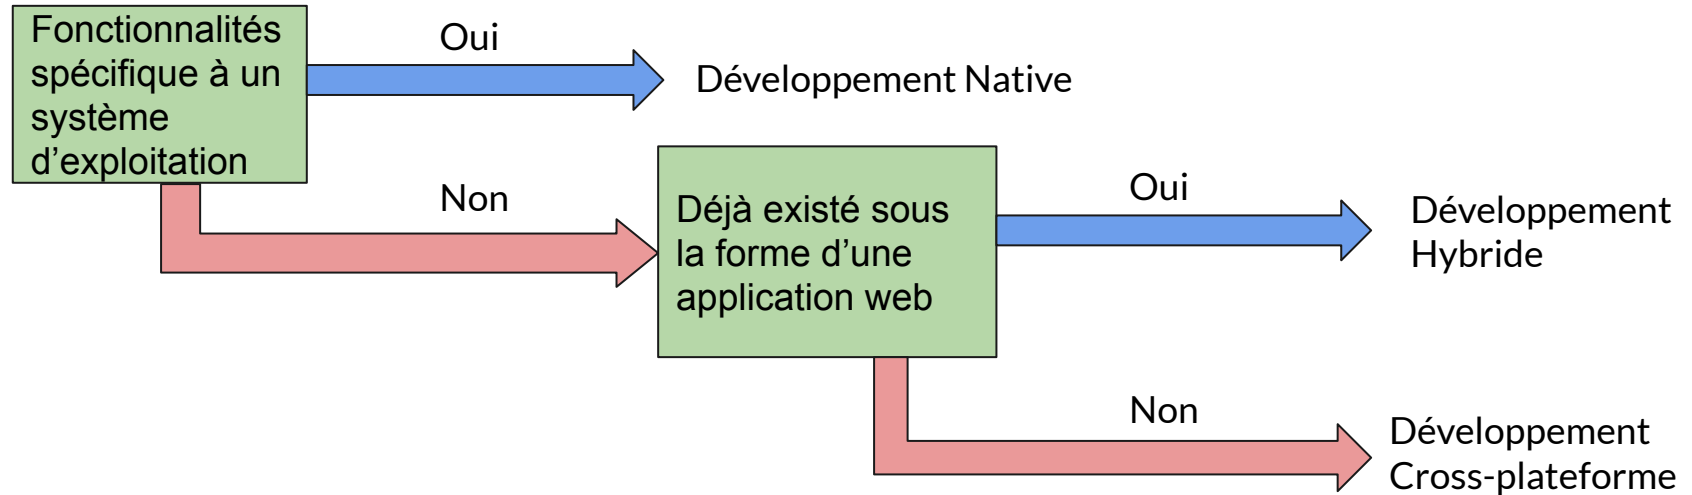 Fonctionnalités
spécifique à un
système
d’exploitation
Oui
Développement Native
Non
Déjà existé sous
la forme d’une
application web
Oui
Développement
Hybride
Non
Développement
Cross-plateforme